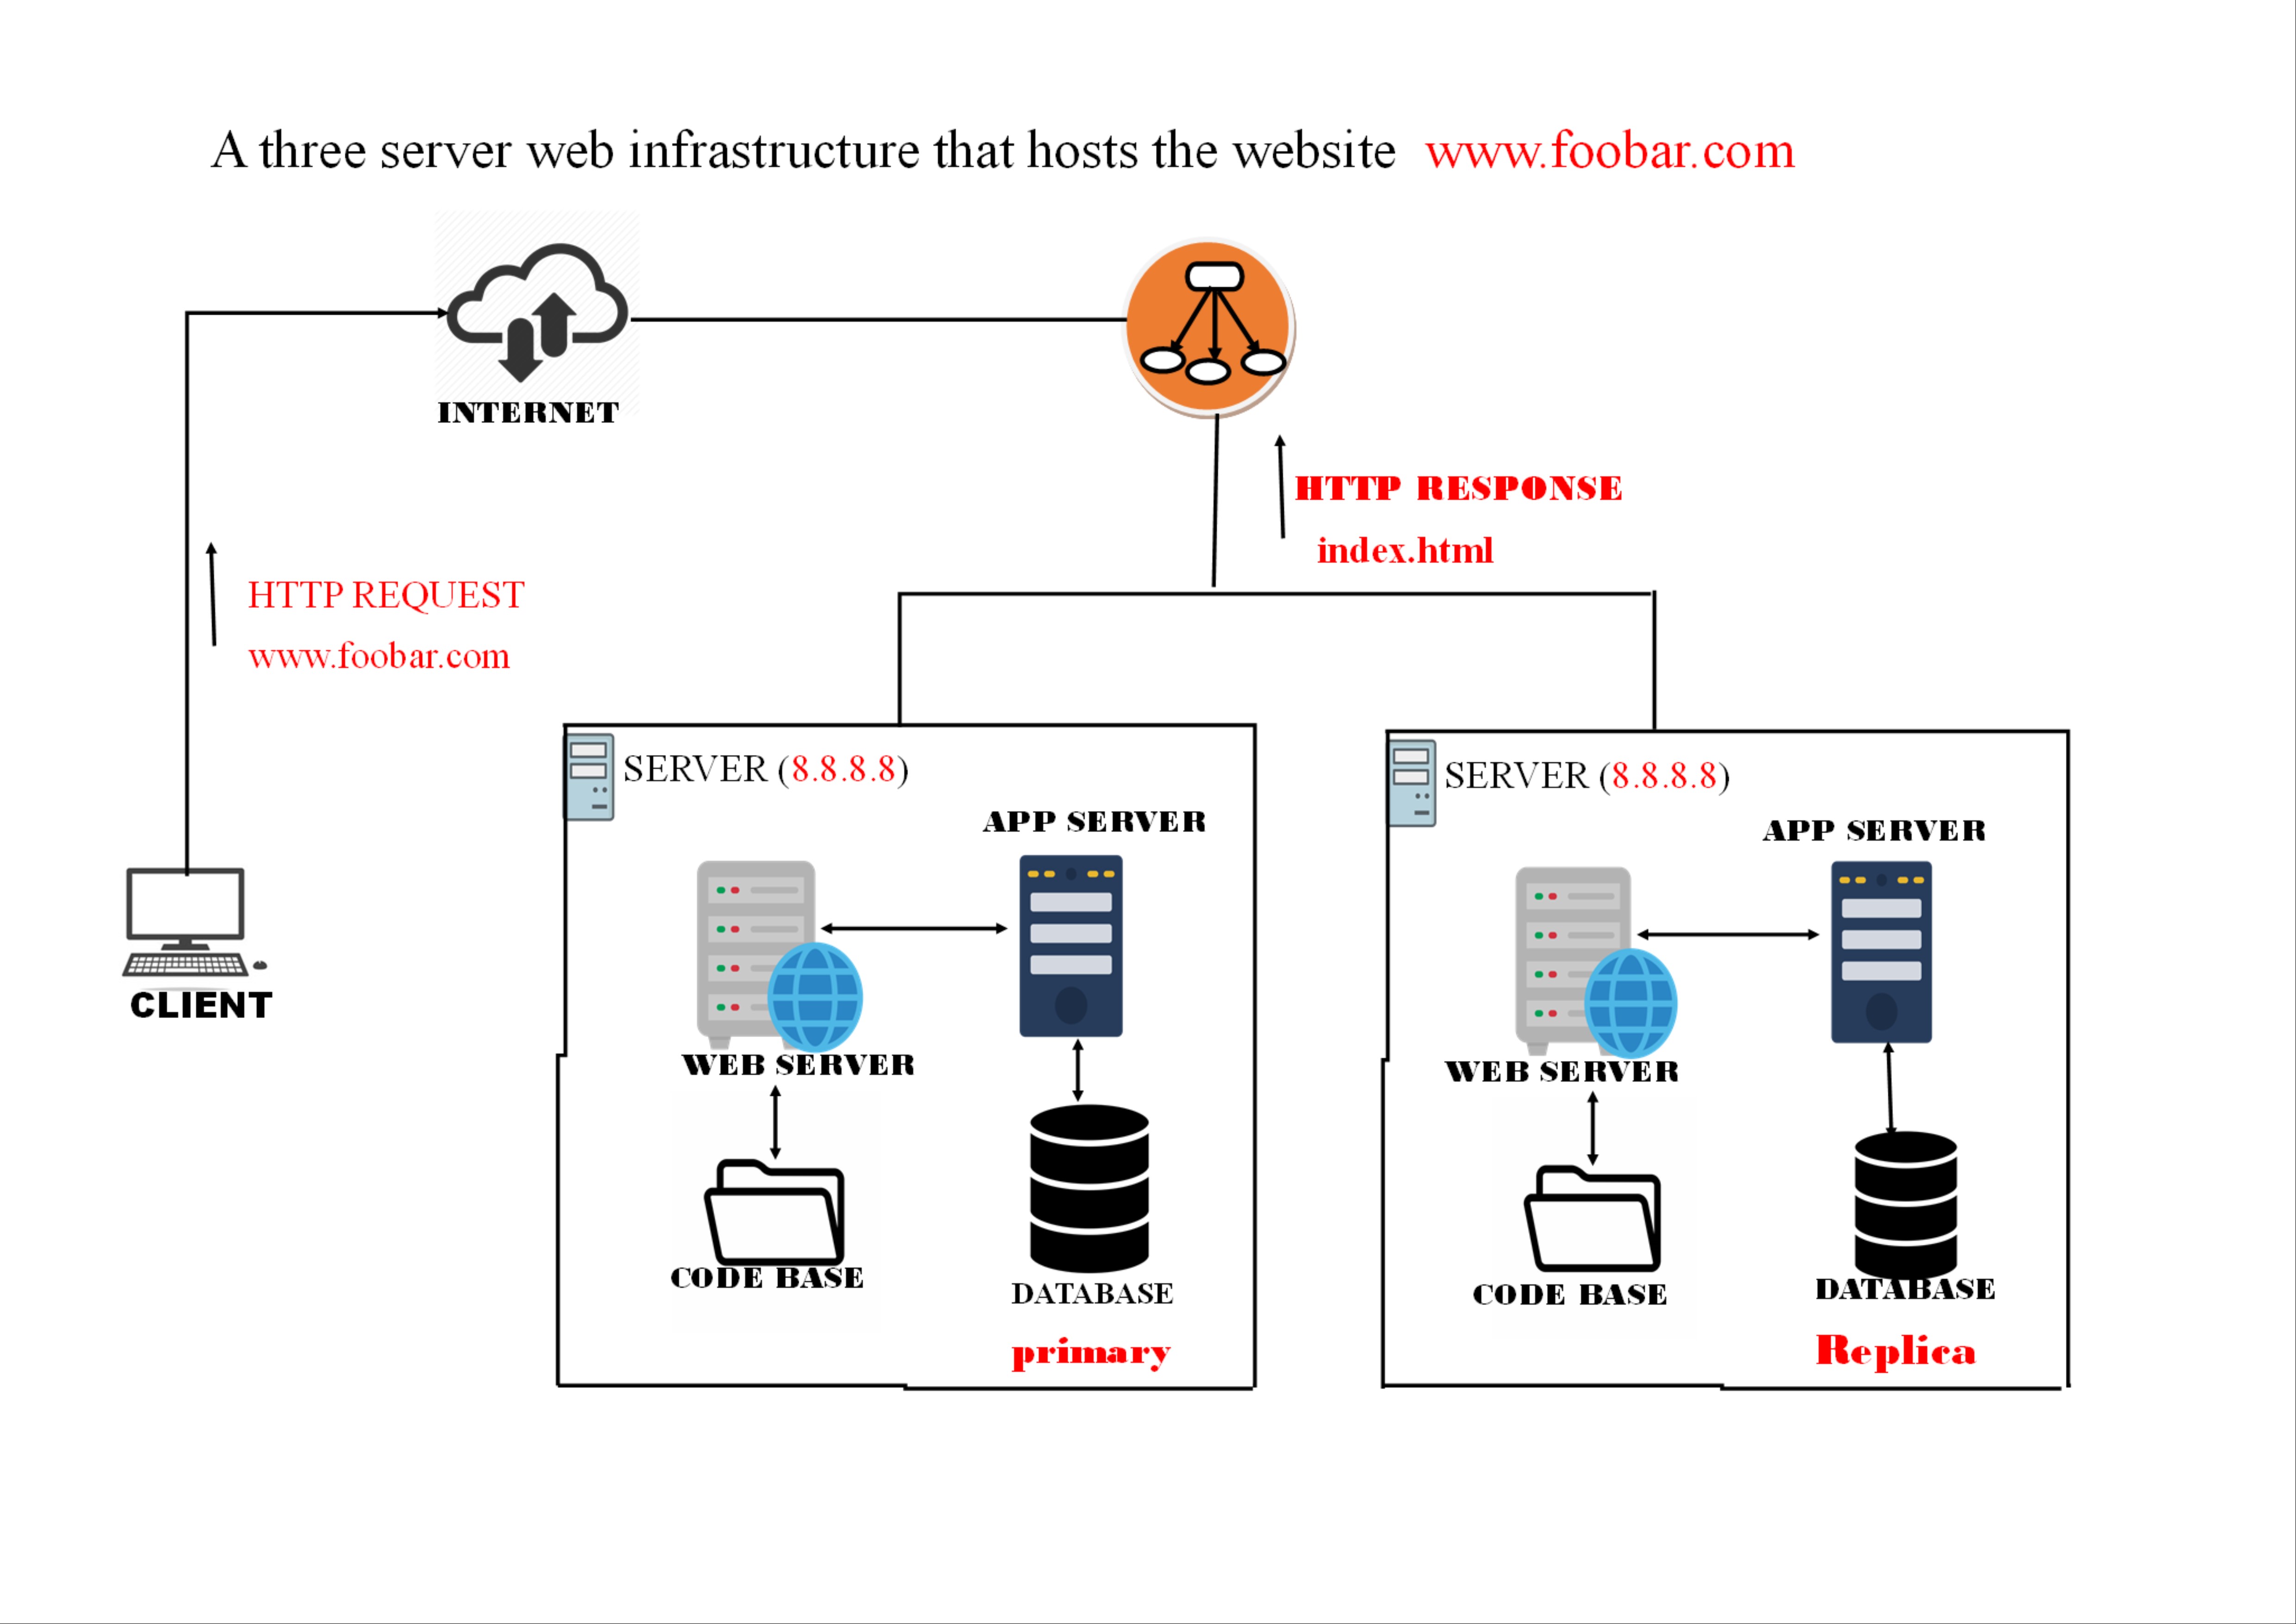 A three server web infrastructure that hosts the website www.foobar.com
INTERNET
HTTP RESPONSE
index.html
HTTP REQUEST
www.foobar.com
CLIENT
SERVER (8.8.8.8)
APP SERVER
WEB SERVER
CODE BASE
DATABASE
primary
SERVER (8.8.8.8)
APP SERVER
WEB SERVER
CODE BASE
DATABASE
Replica